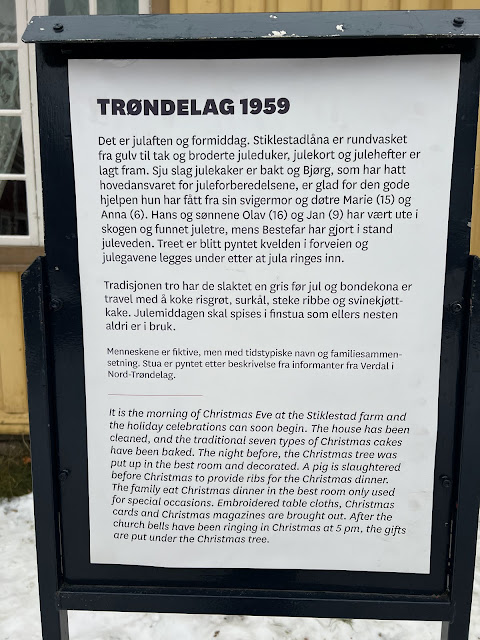 TRØNDELAG 1959
Det er julaften og formiddag. Stiklestadlåna er rundvasket
fra gulv til tak og broderte juleduker, julekort og julehefter er
lagt fram. Sju slag julekaker er bakt og Bjørg, som har hatt
hovedansvaret for juleforberedelsene, er glad for den gode
hjelpen hun har fått fra sin svigermor og døtre Marie (15) og
Anna (6). Hans og sønnene Olav (16) og Jan (9) har vært ute i
skogen og funnet juletre, mens Bestefar har gjort i stand
juleveden. Treet er blitt pyntet kvelden i forveien og
julegavene legges under etter at jula ringes inn.
Tradisjonen tro har de slaktet en gris før jul og bondekona er
travel med å koke risgrøt, surkål, steke ribbe og svinekjøtt-
kake. Julemiddagen skal spises i finstua som ellers nesten
aldri er i bruk.
Menneskene er fiktive, men med tidstypiske navn og familiesammen-
setning. Stua er pyntet etter beskrivelse fra informanter fra Verdal i
Nord-Trøndelag.
It is the morning of Christmas Eve at the Stiklestad farm and
the holiday celebrations can soon begin. The house has been
cleaned, and the traditional seven types of Christmas cakes
have been baked. The night before, the Christmas tree was
put up in the best room and decorated. A pig is slaughtered
before Christmas to provide ribs for the Christmas dinner.
The family eat Christmas dinner in the best room only used
for special occasions. Embroidered table cloths, Christmas
cards and Christmas magazines are brought out. After the
church bells have been ringing in Christmas at 5 pm, the gifts
are put under the Christmas tree.